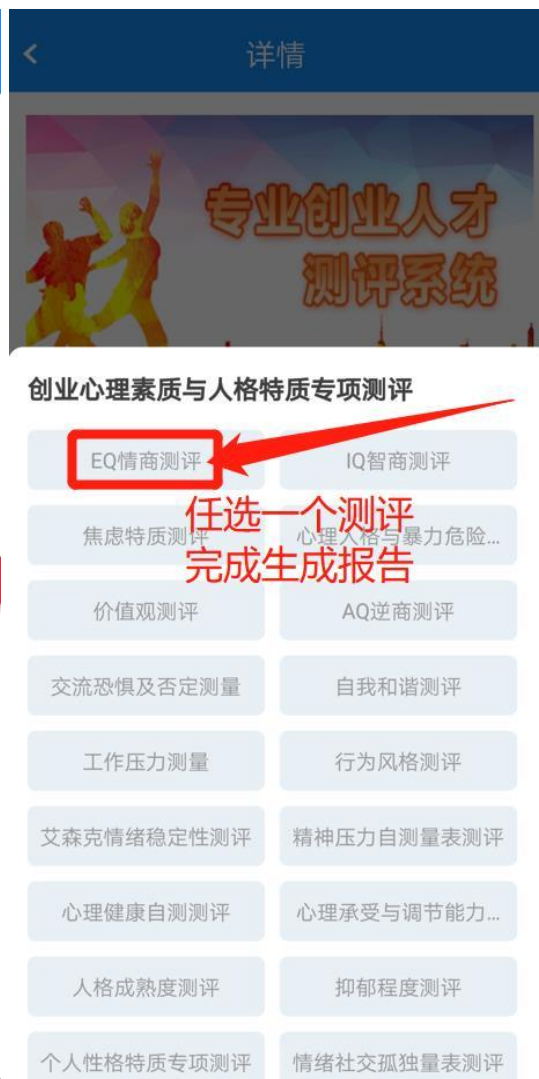 详情
专业创业人才
测评系统
创业心理素质与人格特质专项测评
EQ情商测评
IQ智商测评
任选一个测评
焦虑特质测评
心理人格与暴力危险...
完成生成报告
价值观测评
AQ逆商测评
交流恐惧及否定测量
自我和谐测评
工作压力测量
行为风格测评
艾森克情绪稳定性测评
精神压力自测量表测评
心理健康自测测评
心理承受与调节能力...
人格成熟度测评
抑郁程度测评
个人性格特质专项测评
情绪社交孤独量表测评